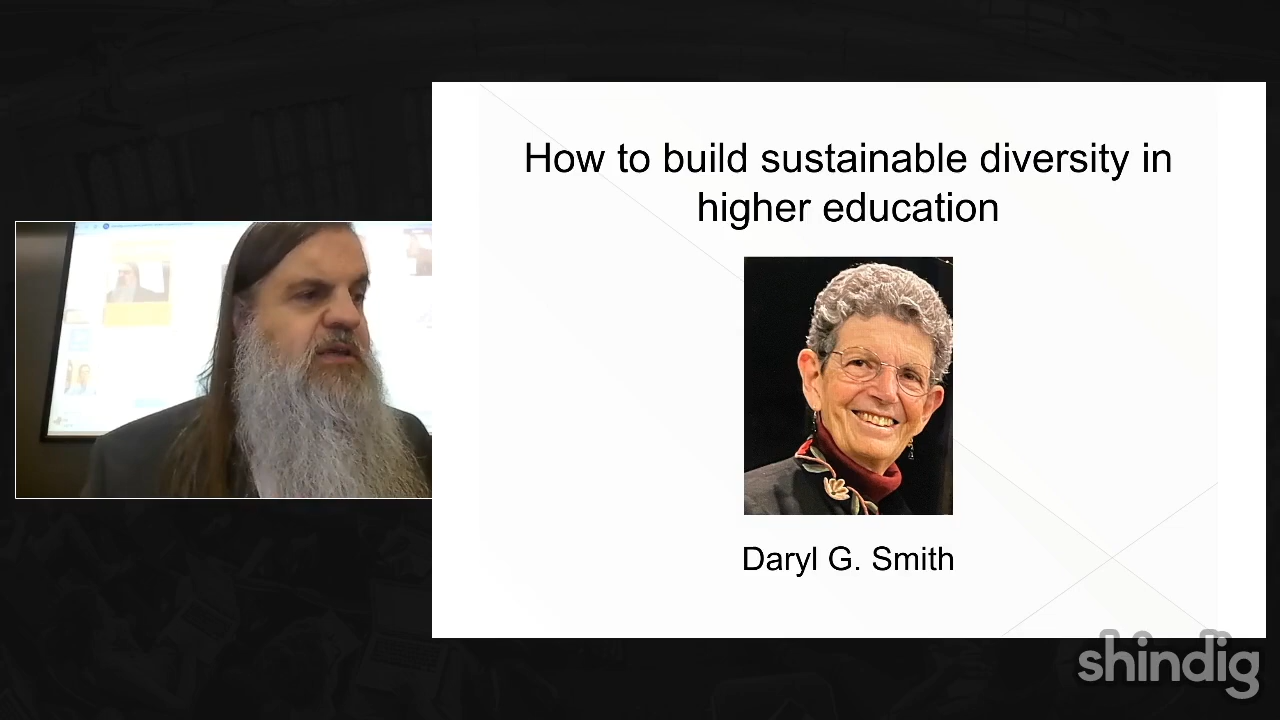 How to build sustainable diversity in
higher education
Daryl G. Smith
shindig